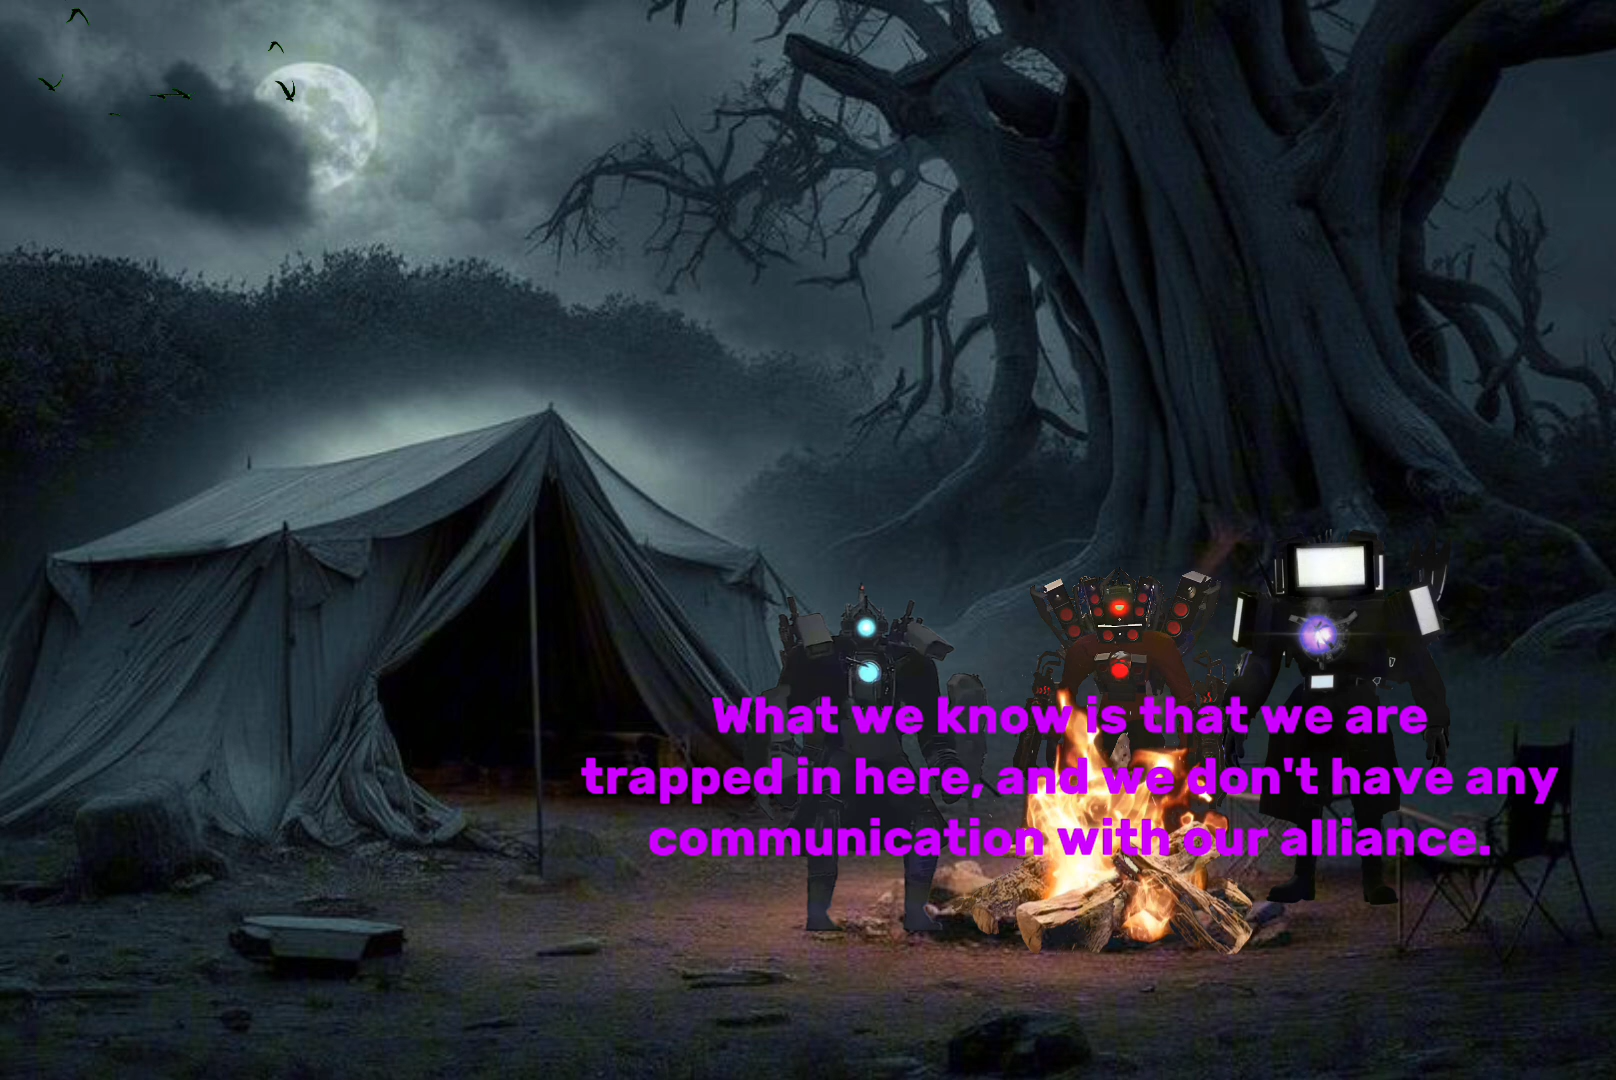 What we know is that we are
trapped in here, and we don't have any
communication with our alliance.